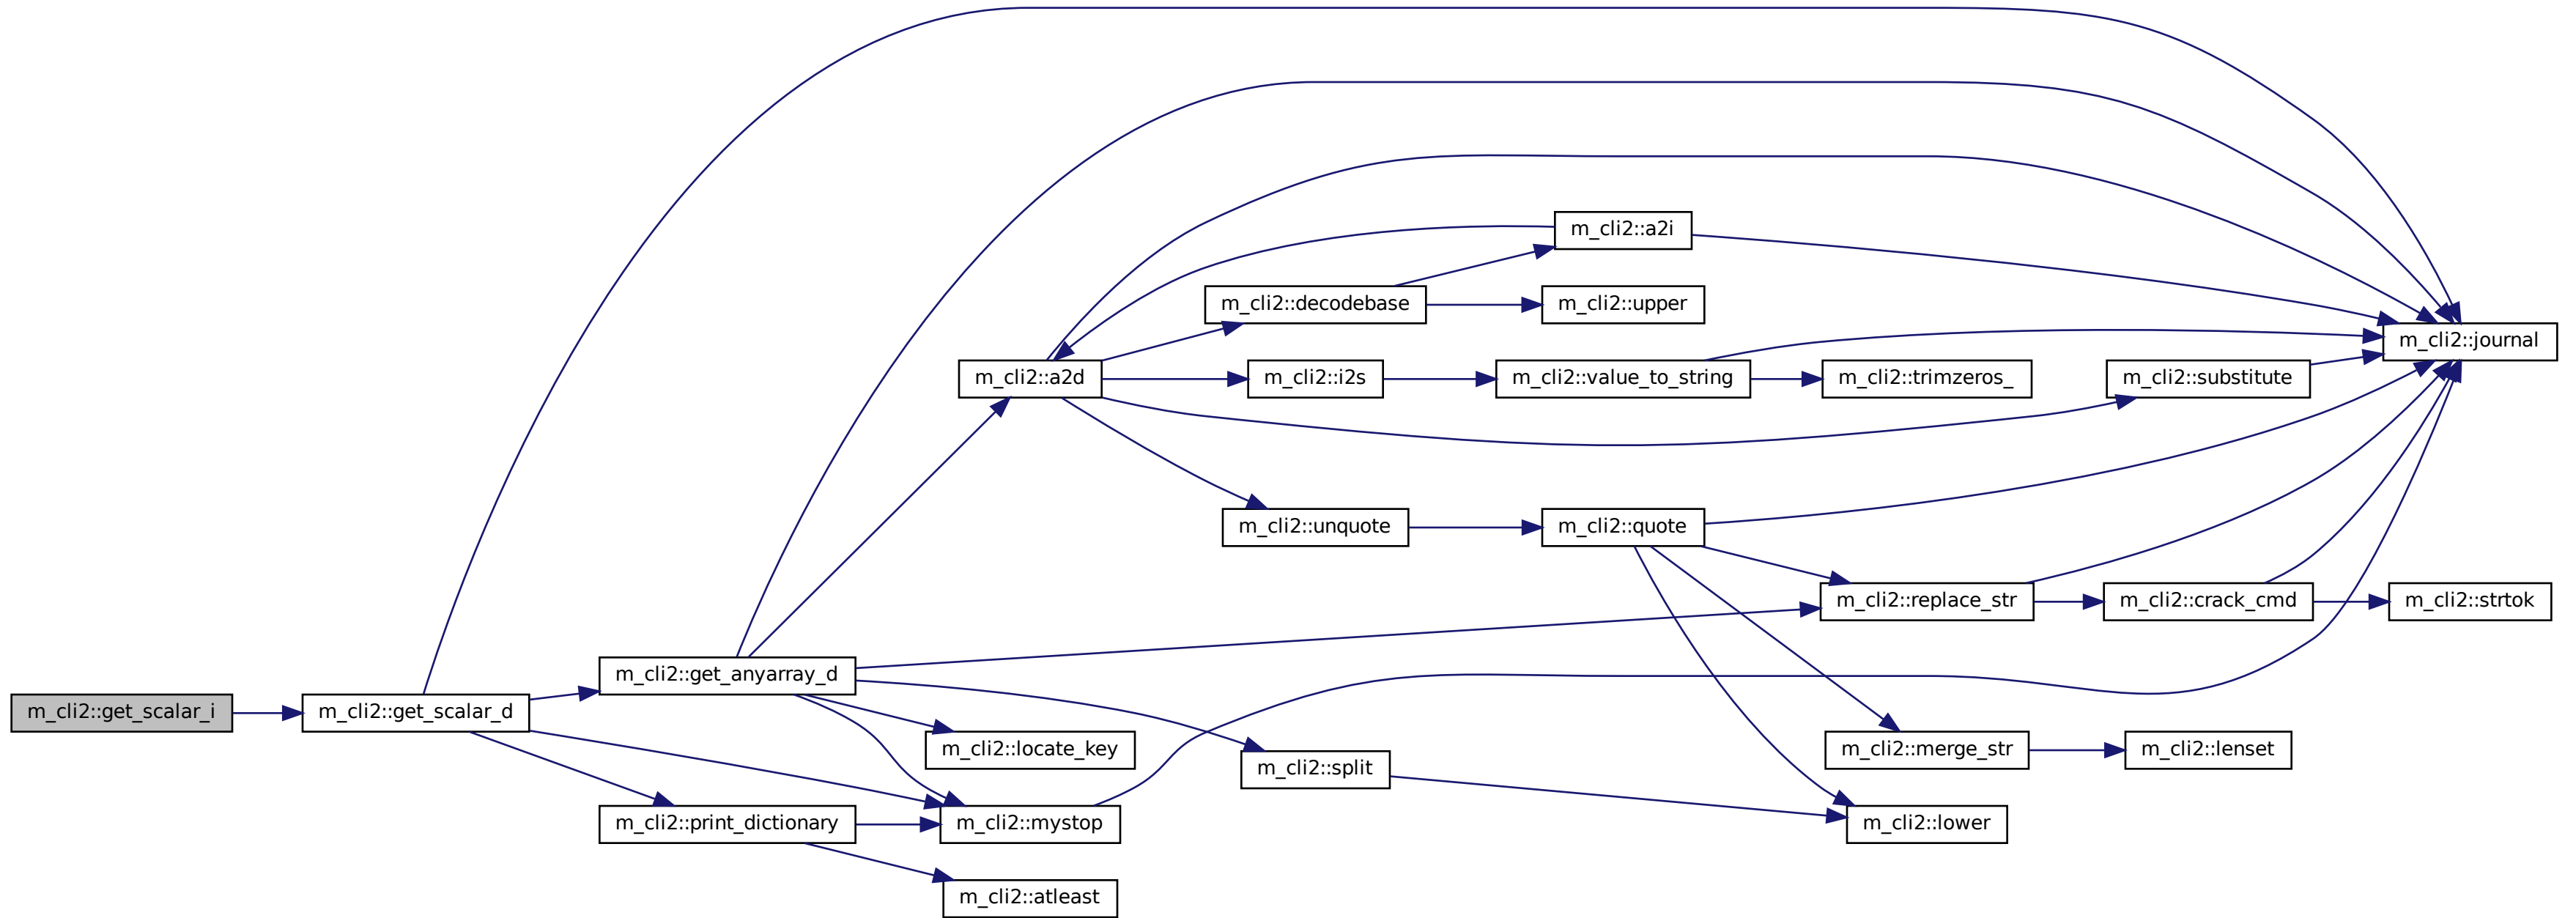 m_cli2::a2i
m_cli2::decodebase
m_cli2::upper
m_cli2::journal
m_cli2::a2d
m_cli2::i2s
m_cli2::value_to_string
m_cli2::trimzeros_
m_cli2::substitute
m_cli2::unquote
m_cli2::quote
m_cli2::replace_str
m_cli2::crack_cmd
m_cli2::strtok
m_cli2::get_anyarray_d
m_cli2::get_scalar_i
m_cli2::get_scalar_d
m_cli2::locate_key
m_cli2::merge_str
m_cli2::lenset
m_cli2::split
m_cli2::print_dictionary
m_cli2::mystop
m_cli2::lower
m_cli2::atleast